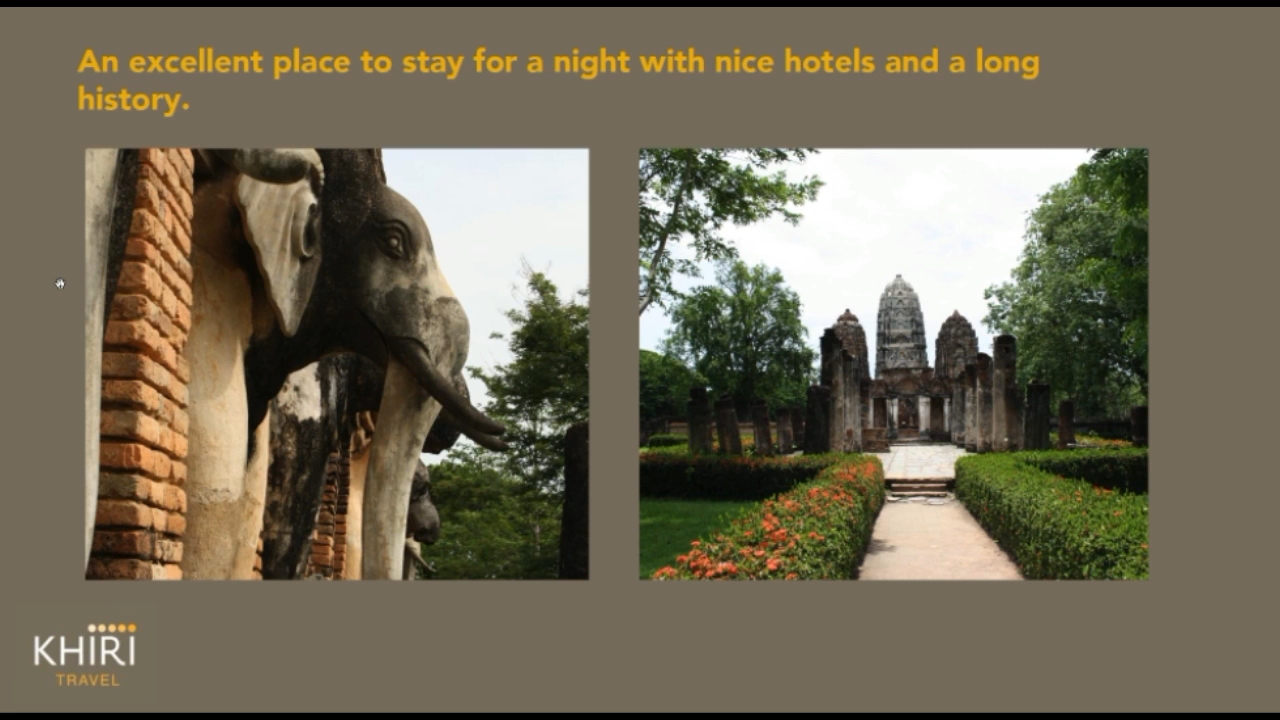 An excellent place to stay for a night with nice hotels and a long
history.
KHIRI
TRAVEL